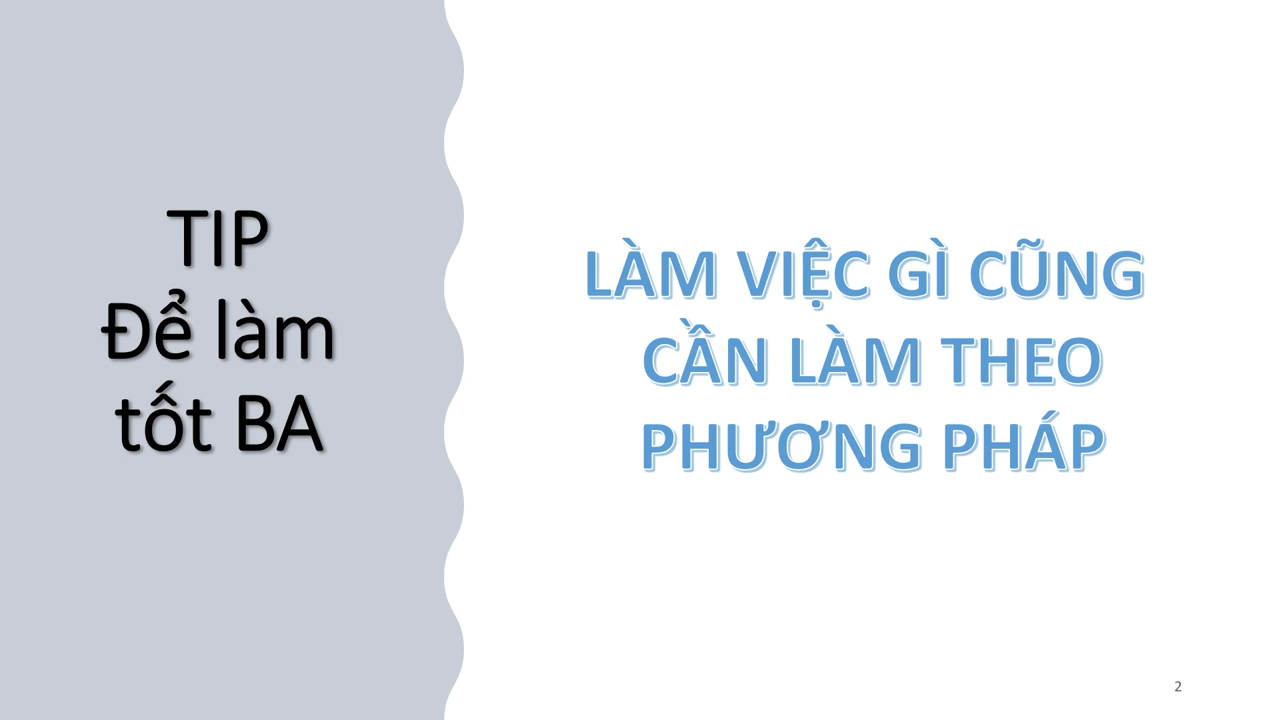 TIP
Để làm
tốt BA
LÀM VIỆC GÌ CŨNG
CẦN LÀM THEO
PHƯƠNG PHÁP
2